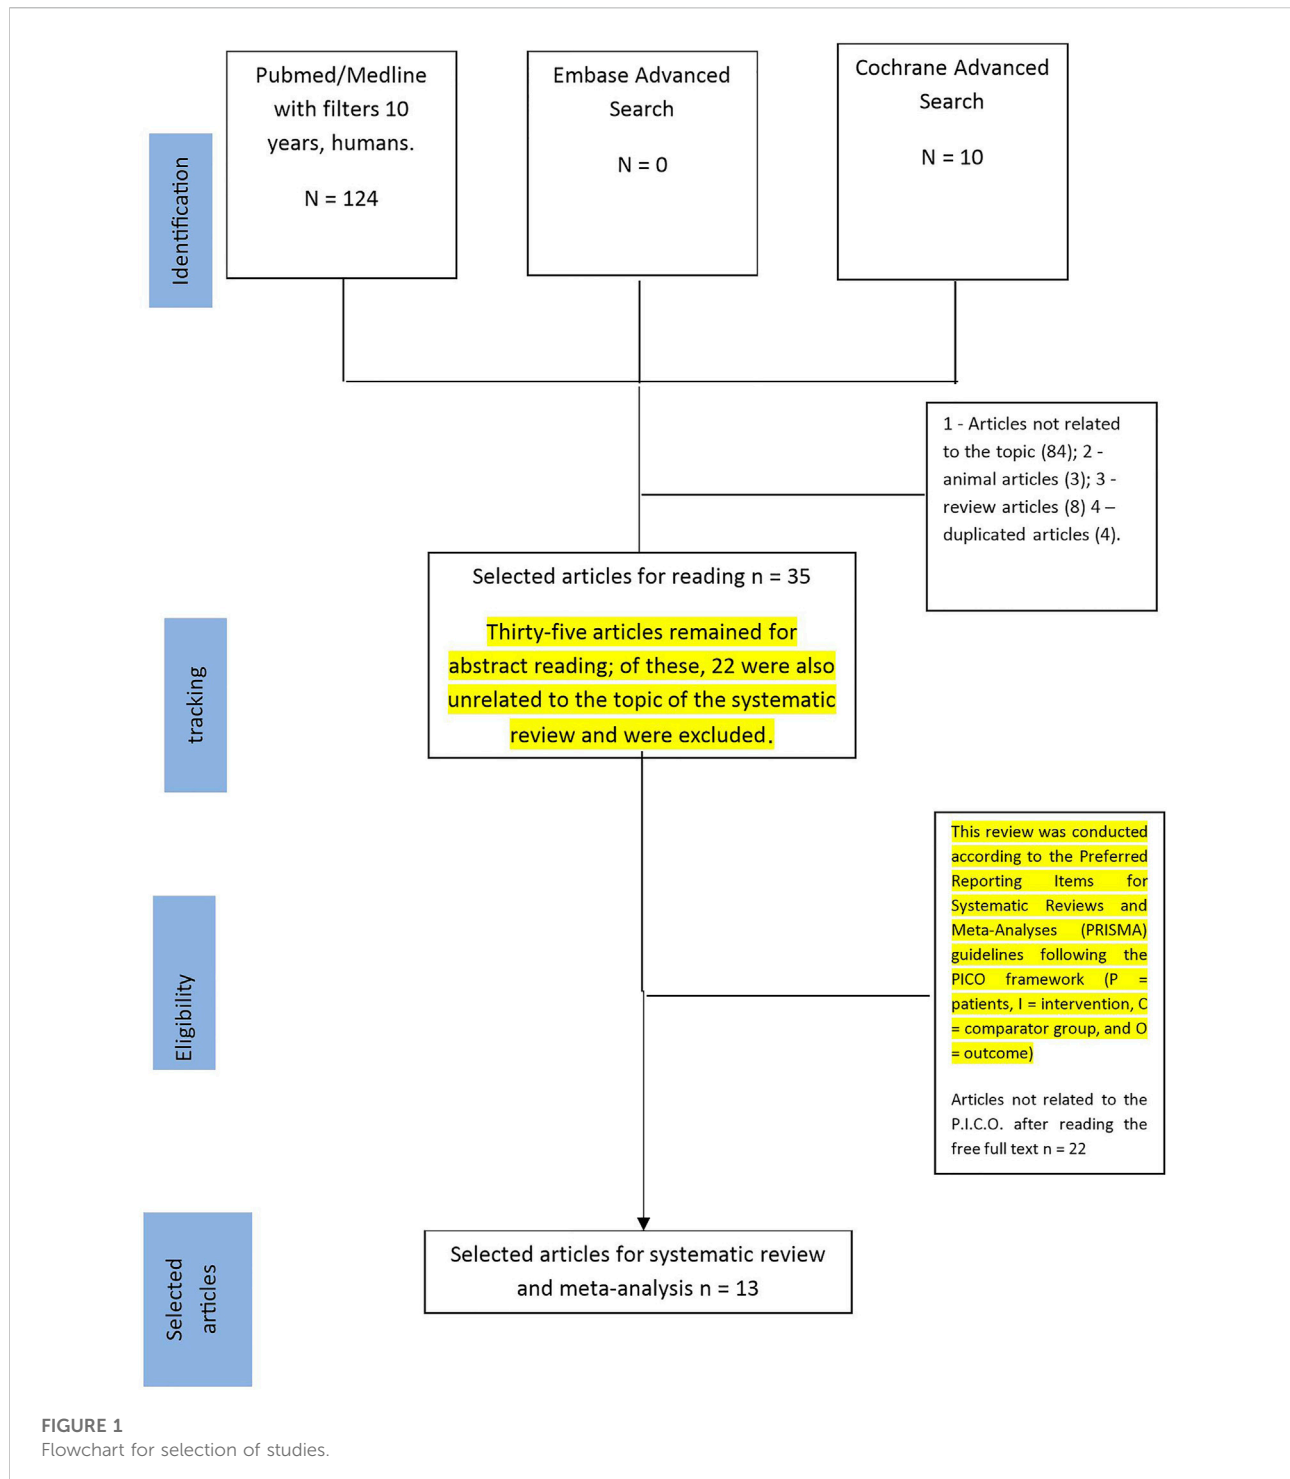 Pubmed/Medline
with filters 10
years, humans.
N = 124
Embase Advanced
Search
N = 0
Cochrane Advanced
Search
N = 10
Identification
1 - Articles not related
to the topic (84); 2 -
animal articles (3); 3 -
review articles (8) 4 –
duplicated articles (4).
Selected articles for reading n = 35
Thirty-five articles remained for
abstract reading; of these, 22 were also
unrelated to the topic of the systematic
review and were excluded.
tracking
This review was conducted
according to the Preferred
Reporting Items for
Systematic Reviews and
Meta-Analyses (PRISMA)
guidelines following the
PICO framework (P =
patients, I = intervention, C
= comparator group, and O
= outcome)
Articles not related to the
P.I.C.O. after reading the
free full text n = 22
Eligibility
Selected articles for systematic review
and meta-analysis n = 13
Selected
articles
FIGURE 1
Flowchart for selection of studies.